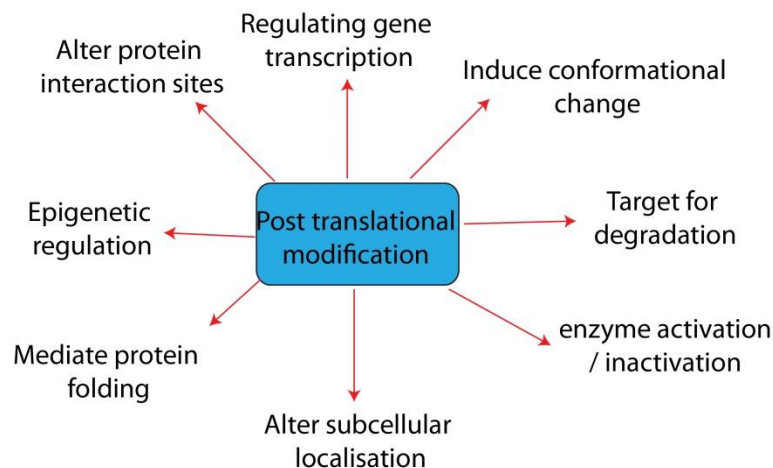 Regulating gene
transcription
Alter protein
interaction sites
Induce conformational
change
Epigenetic
regulation
Post translational
modification
Target for
degradation
Mediate protein
folding
enzyme activation
/ inactivation
Alter subcellular
localisation